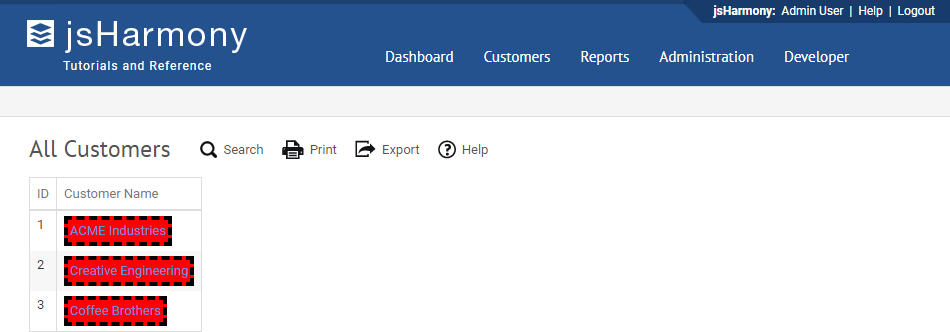 jsHarmony: Admin User | Help | Logout
jsHarmony
Tutorials and Reference
Dashboard Customers Reports Administration Developer
All Customers Search Print Export Help
ID Customer Name
1 ACME Industries
2 Creative Engineering
3 Coffee Brothers